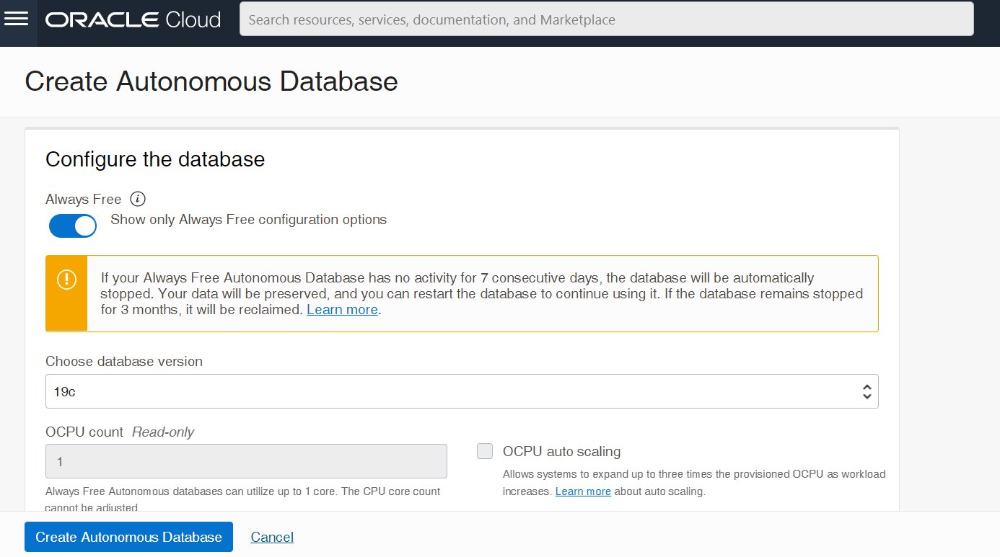 ORACLE Cloud
Search resources, services, documentation, and Marketplace
Create Autonomous Database
Configure the database
Always Free
Show only Always Free configuration options
If your Always Free Autonomous Database has no activity for 7 consecutive days, the database will be automatically
stopped. Your data will be preserved, and you can restart the database to continue using it. If the database remains stopped
for 3 months, it will be reclaimed. Learn more.
Choose database version
19c
OCPU count Read-only
1
Always Free Autonomous databases can utilize up to 1 core. The CPU core count
cannot be adjusted
OCPU auto scaling
Allows systems to expand up to three times the provisioned OCPU as workload
increases. Learn more about auto scaling.
Create Autonomous Database
Cancel